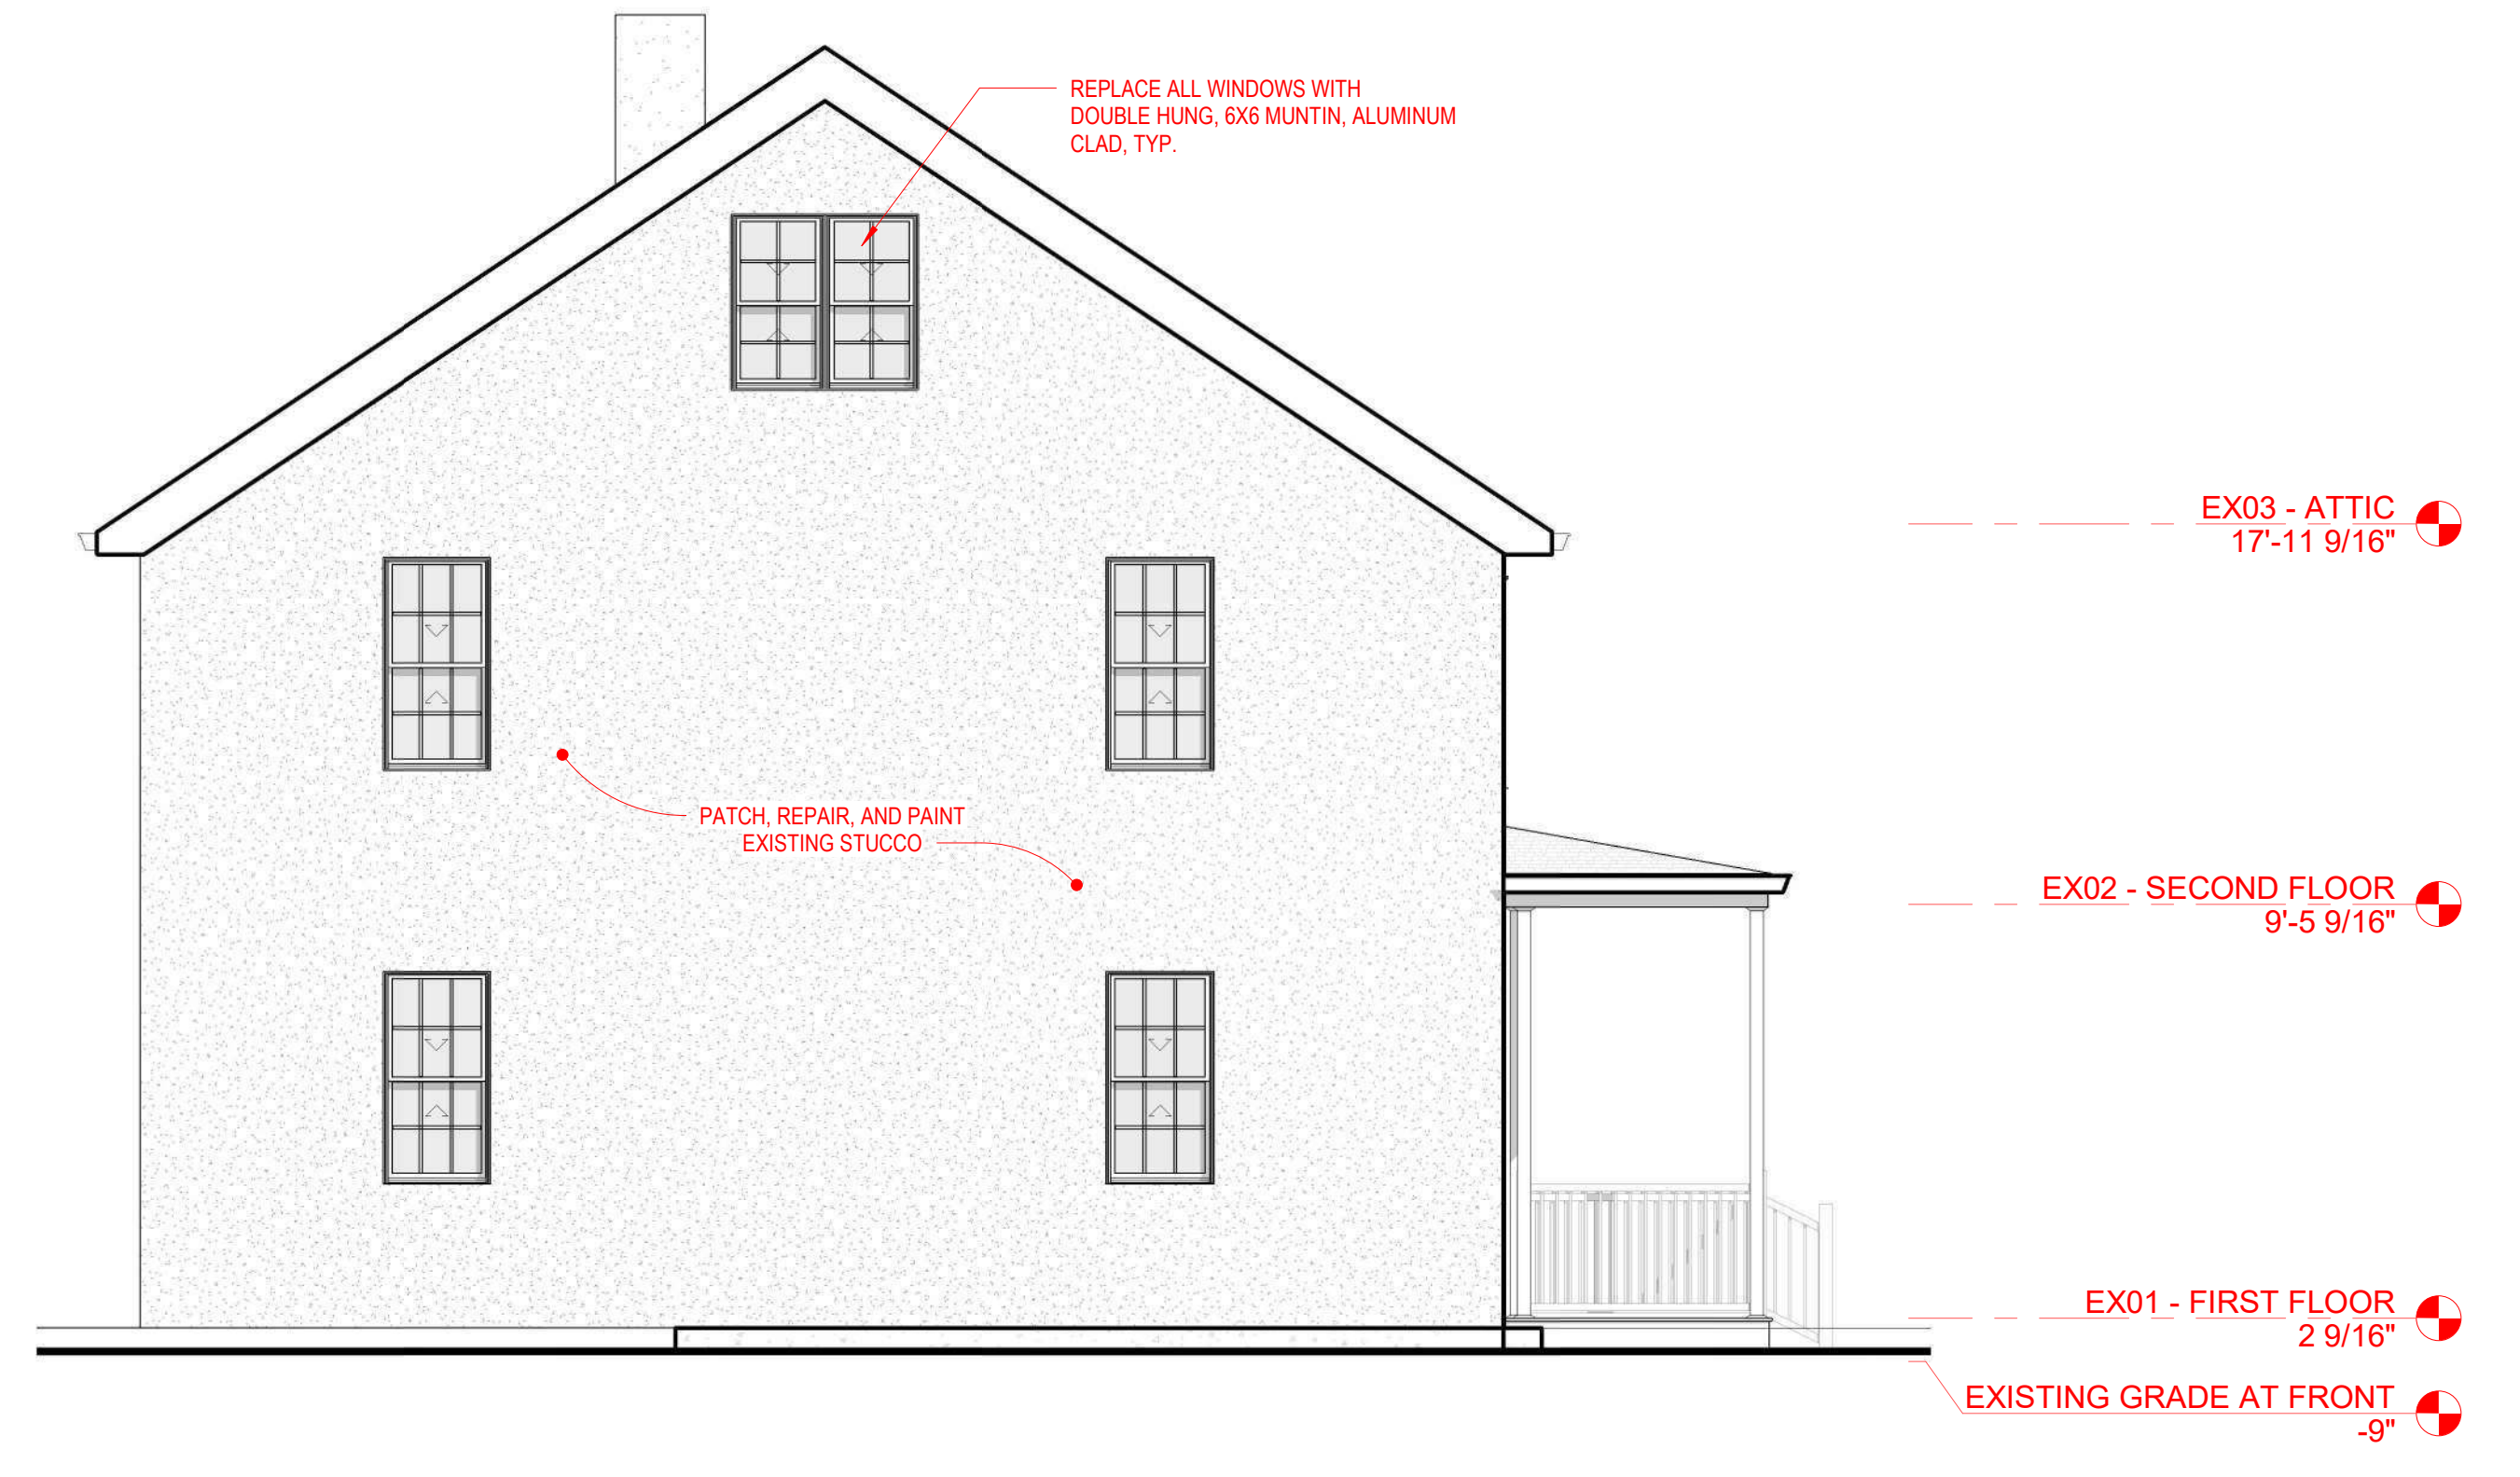 REPLACE ALL WINDOWS WITH
DOUBLE HUNG, 6X6 MUNTIN, ALUMINUM
CLAD, TYP.
EX03 - ATTIC
17'-11 9/16"
PATCH, REPAIR, AND PAINT
EXISTING STUCCO
EX02 - SECOND FLOOR
9'-5 9/16"
EX01 - FIRST FLOOR
2 9/16"
EXISTING GRADE AT FRONT
-9"